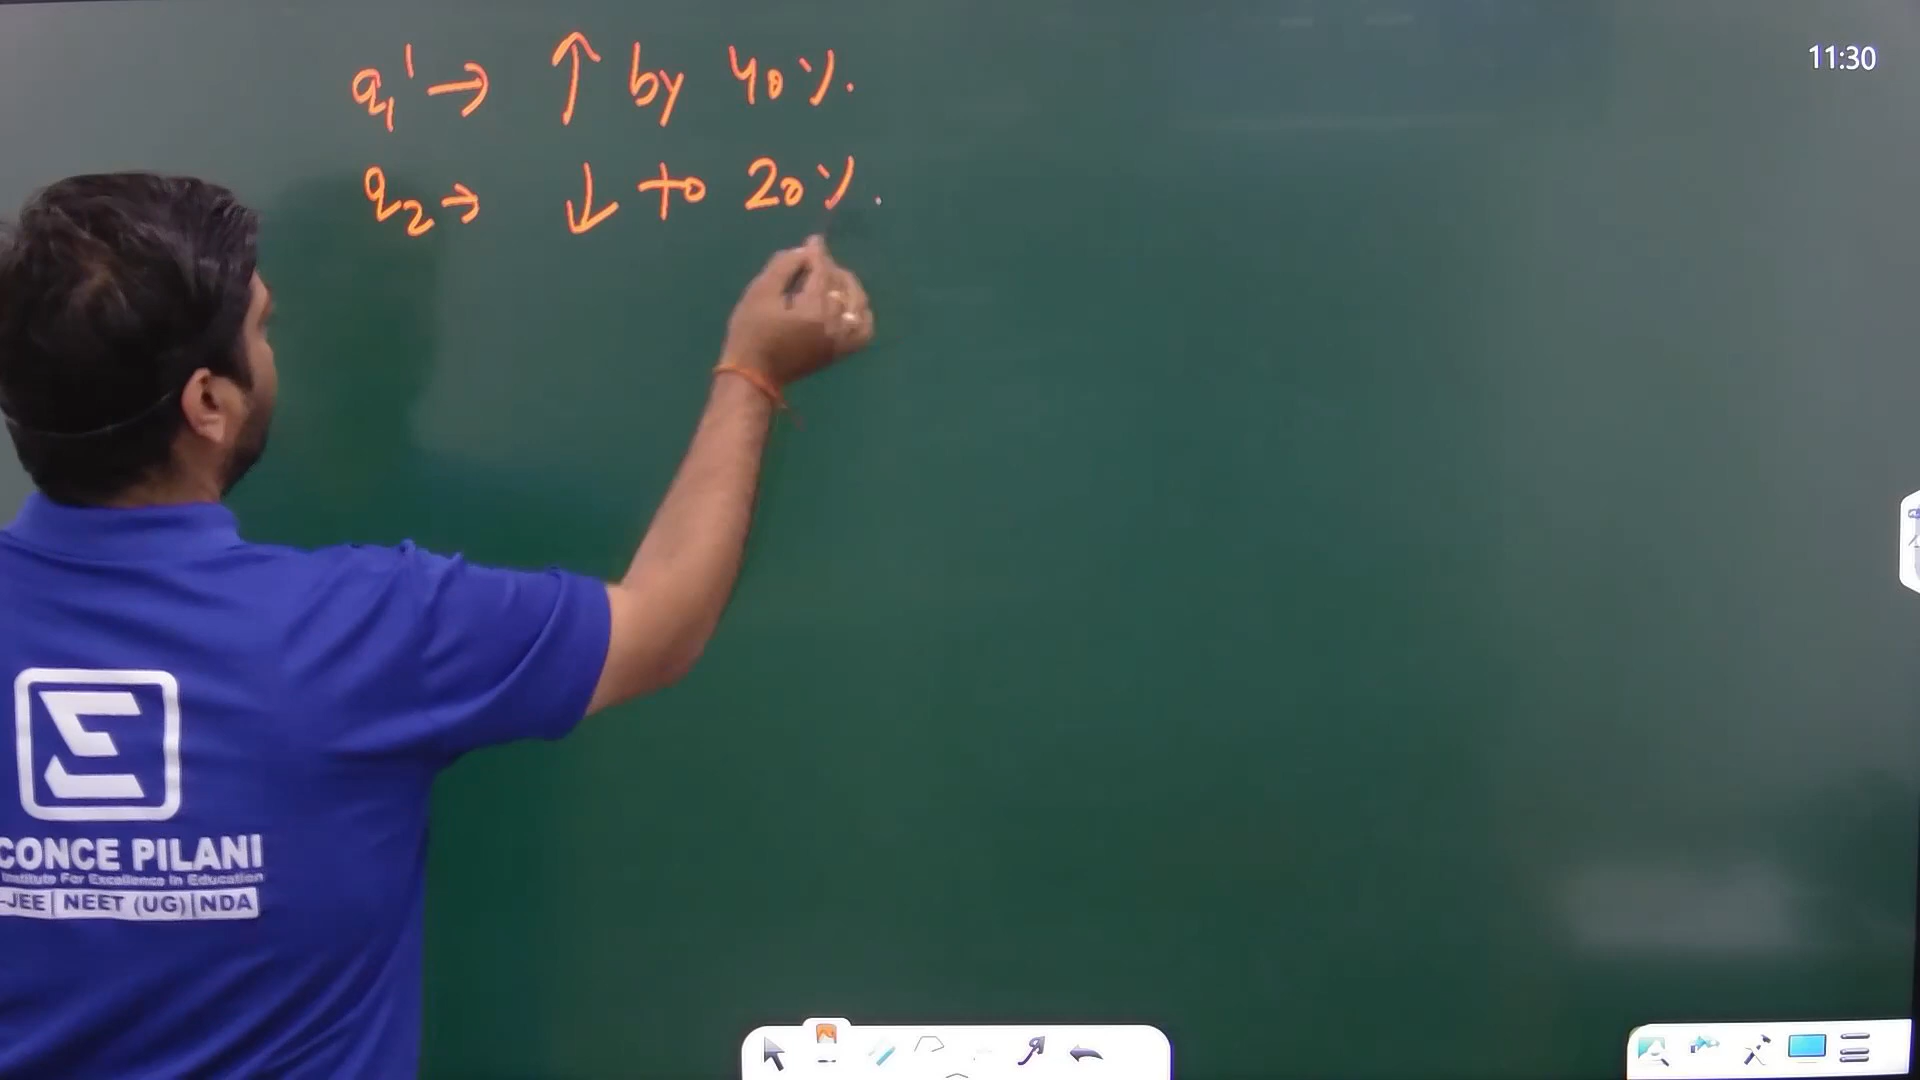 q₁' → ↑ by 40%.
q₂ → ↓ to 20%.
11:30
CONCE PILANI
Institute For Excellence In Education
-JEE | NEET (UG) | NDA